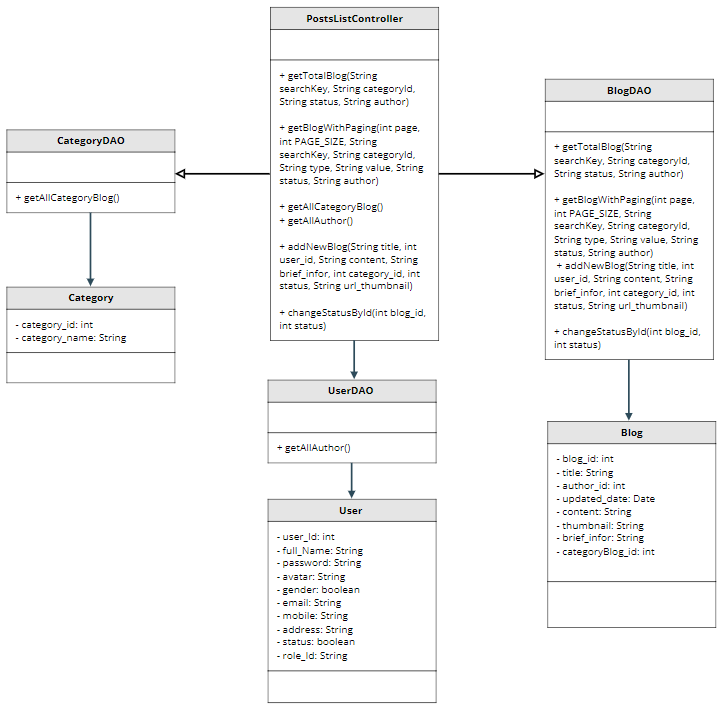 PostsListController
+ getTotalBlog(String
searchKey, String categoryId,
String status, String author)
+ getBlogWithPaging(int page,
int PAGE_SIZE, String
searchKey, String categoryId,
String type, String value, String
status, String author)
+ getAllCategoryBlog()
+ getAllAuthor()
+ addNewBlog(String title, int
user_id, String content, String
brief_infor, int category_id, int
status, String url_thumbnail)
+ changeStatusById(int blog_id,
int status)
CategoryDAO
+ getAllCategoryBlog()
Category
- category_id: int
- category_name: String
BlogDAO
+ getTotalBlog(String
searchKey, String categoryId,
String status, String author)
+ getBlogWithPaging(int page,
int PAGE_SIZE, String
searchKey, String categoryId,
String type, String value, String
status, String author)
+ addNewBlog(String title, int
user_id, String content, String
brief_infor, int category_id, int
status, String url_thumbnail)
+ changeStatusById(int blog_id,
int status)
UserDAO
+ getAllAuthor()
User
- user_Id: int
- full_Name: String
- password: String
- avatar: String
- gender: boolean
- email: String
- mobile: String
- address: String
- status: boolean
- role_Id: String
Blog
- blog_id: int
- title: String
- author_id: int
- updated_date: Date
- content: String
- thumbnail: String
- brief_infor: String
- categoryBlog_id: int